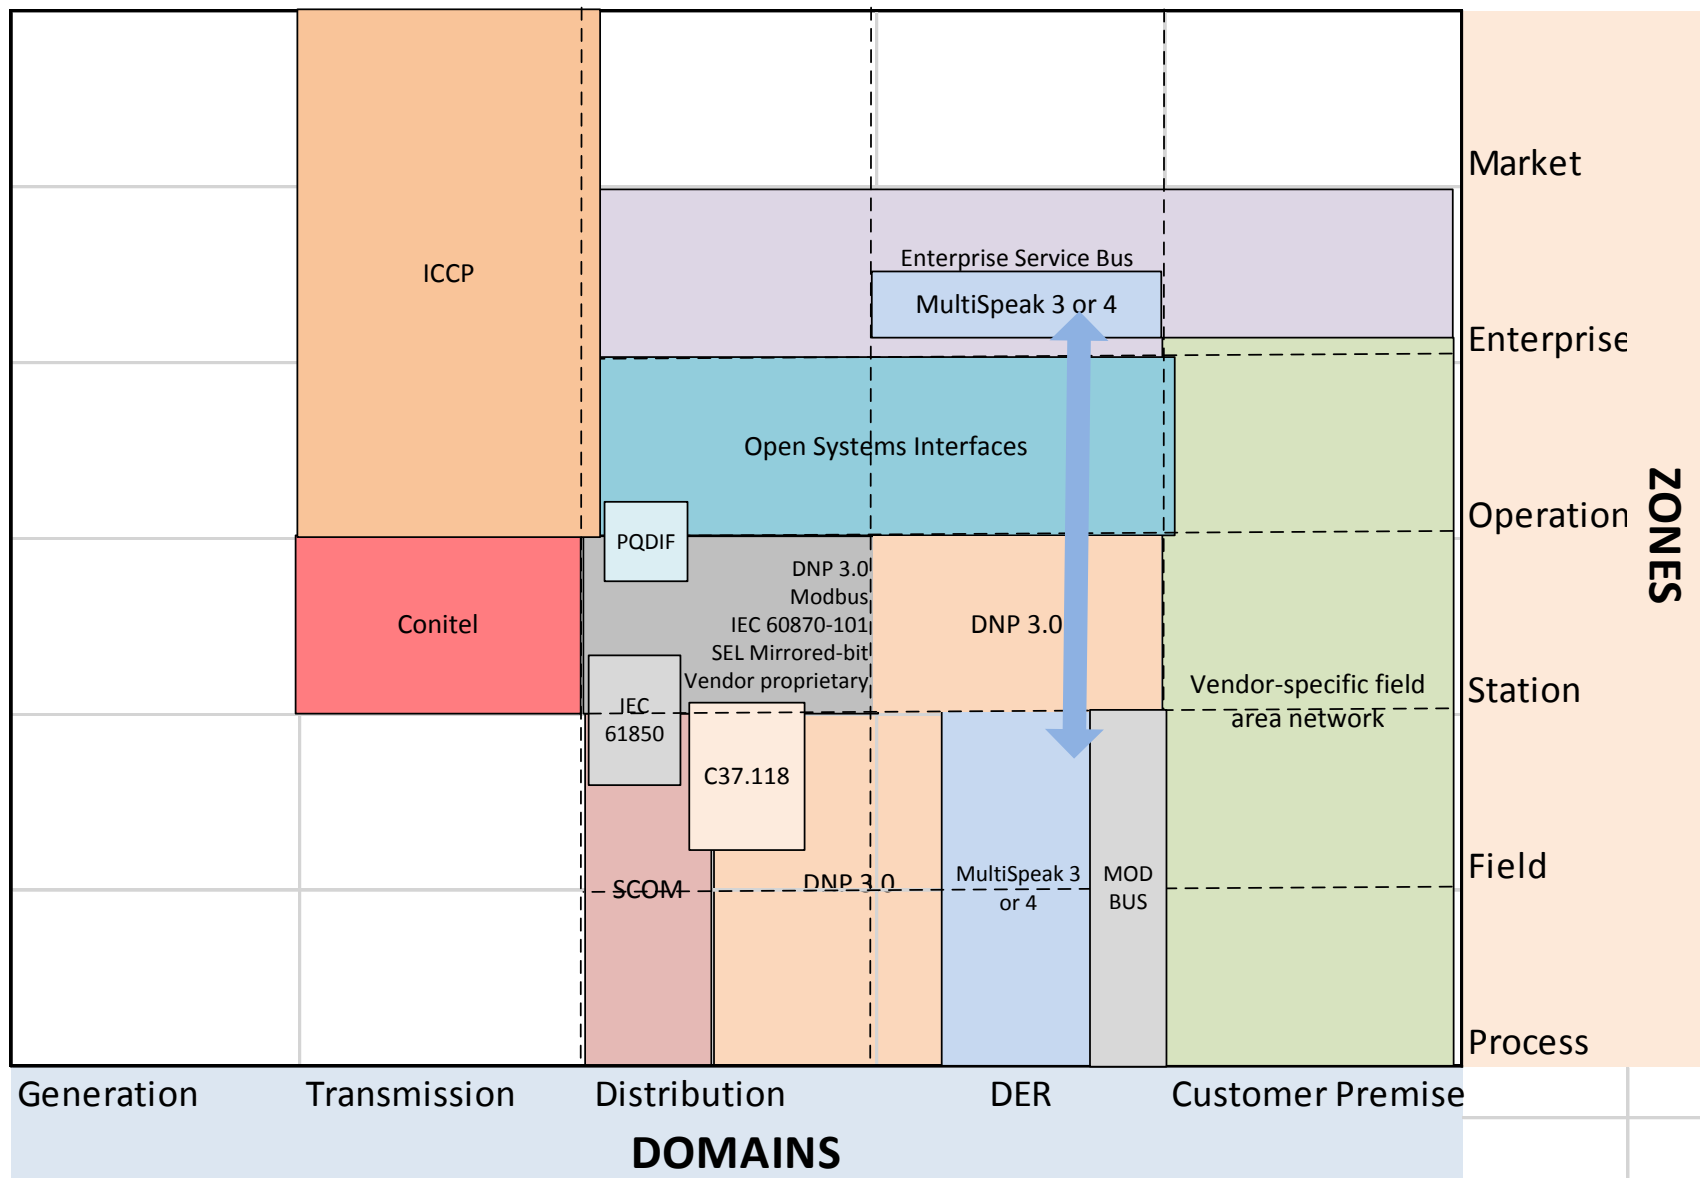 Market
ICCP
Enterprise Service Bus
MultiSpeak 3 or 4
Enterprise
Open Systems Interfaces
Operation
ZONES
PQDIF
DNP 3.0
Modbus
IEC 60870-101
SEL Mirrored-bit
Vendor proprietary
Conitel
DNP 3.0
Vendor-specific field
area network
Station
IEC
61850
C37.118
SCOM
DNP 3.0
MultiSpeak 3
or 4
MOD
BUS
Field
Process
Generation
Transmission
Distribution
DER
Customer Premise
DOMAINS